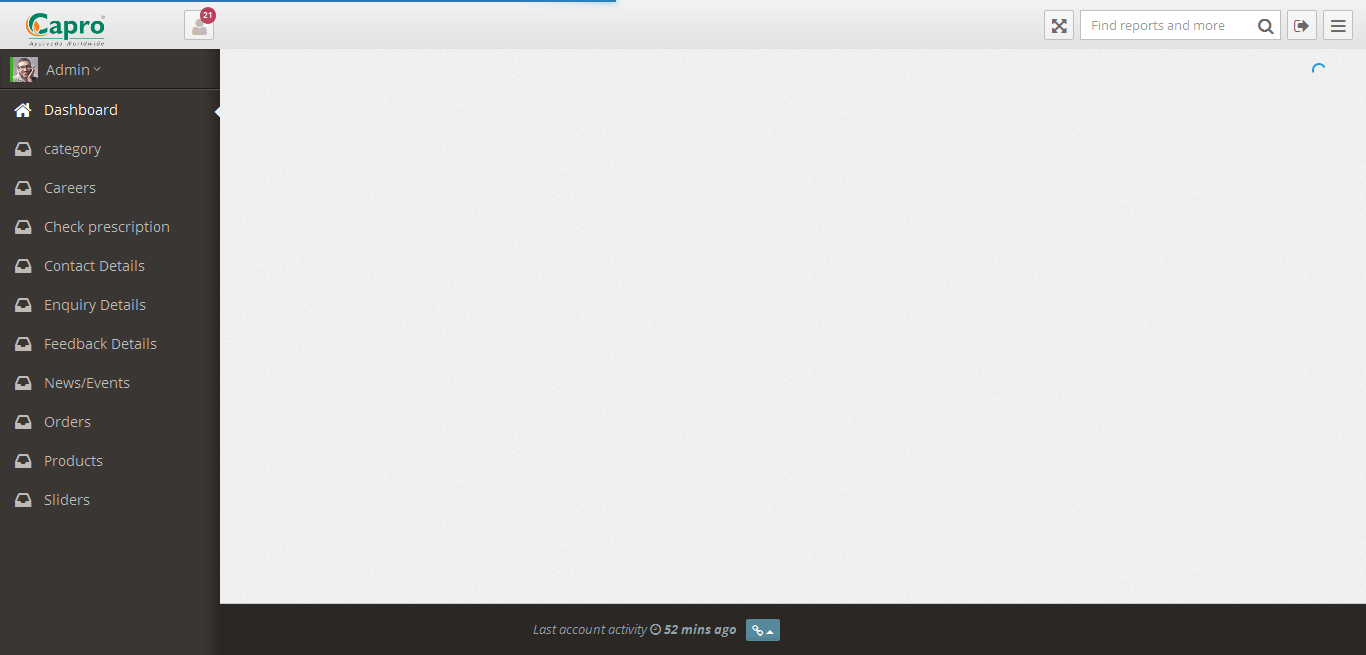 Capro
Ayurveda Worldwide
21
Find reports and more
Admin
Dashboard
category
Careers
Check prescription
Contact Details
Enquiry Details
Feedback Details
News/Events
Orders
Products
Sliders
Last account activity 52 mins ago